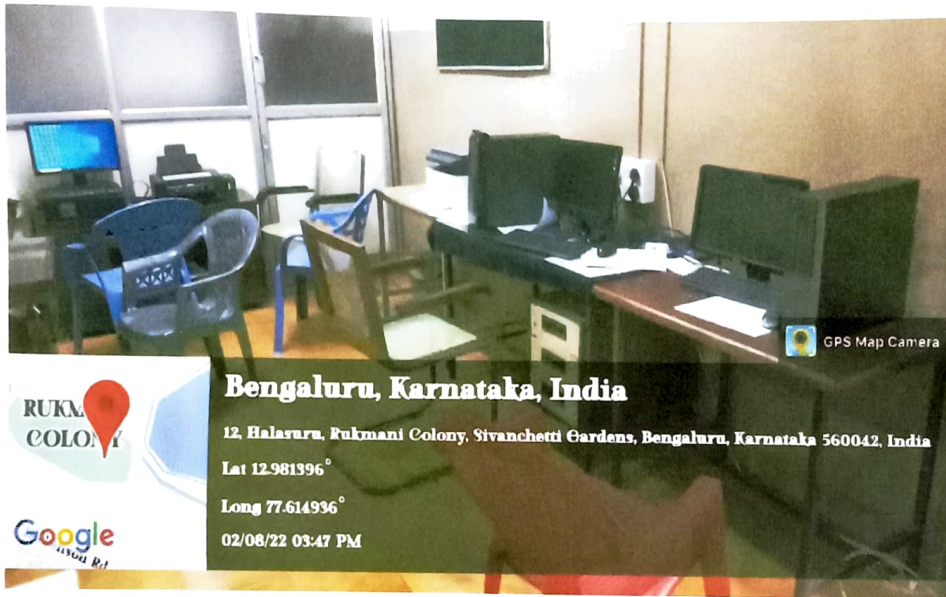 GPS Map Camera
Bengaluru, Karnataka, India
12, Halasuru, Rukmani Colony, Sivanchetti Gardens, Bengaluru, Karnataka 560042, India
Lat 12.981396°
Long 77.614936°
02/08/22 03:47 PM
COLONY
Google
Rd